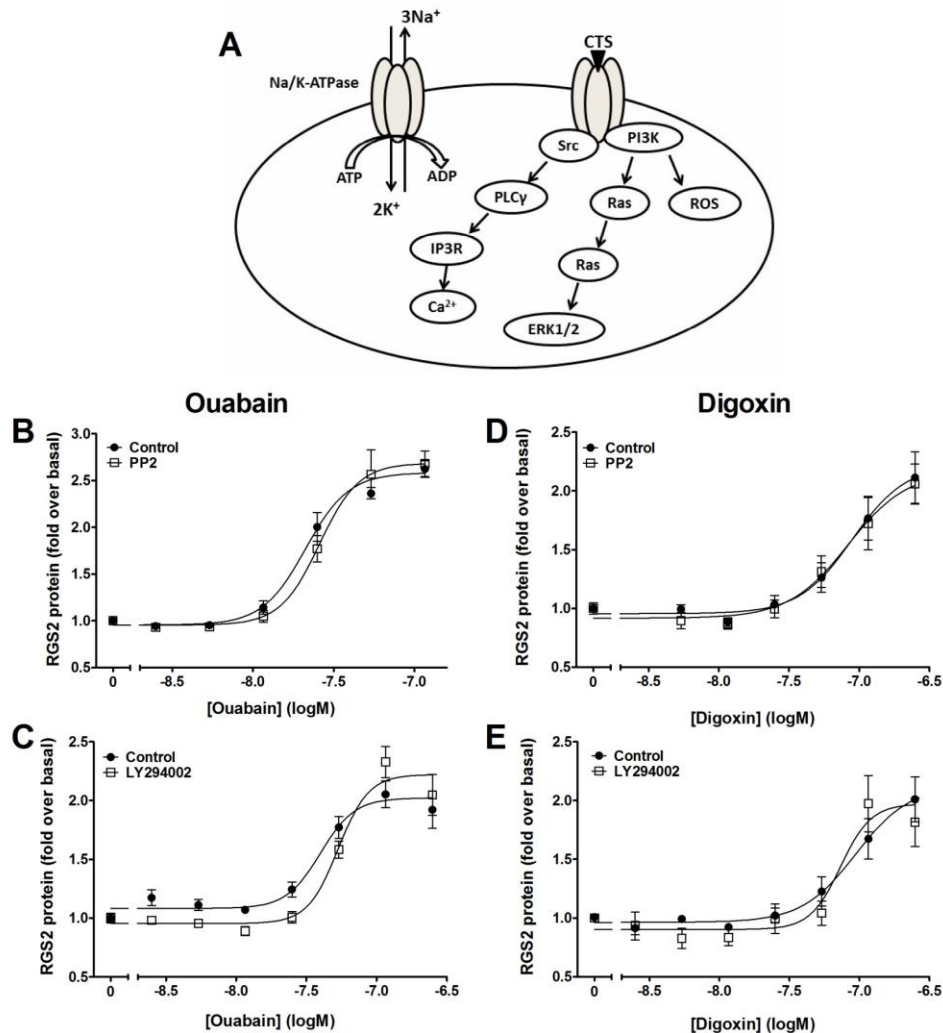 A
3Na⁺
CTS
Na/K-ATPase
Src
PI3K
ATP
ADP
PLCγ
Ras
ROS
2K⁺
IP3R
Ras
Ca²⁺
ERK1/2
Ouabain
Digoxin
B
Control
PP2
RGS2 protein (fold over basal)
3.0
2.5
2.0
1.5
1.0
0.5
0 -8.5 -8.0 -7.5 -7.0
[Ouabain] (logM)
D
Control
PP2
RGS2 protein (fold over basal)
2.5
2.0
1.5
1.0
0.5
0 -8.5 -8.0 -7.5 -7.0 -6.5
[Digoxin] (logM)
C
Control
LY294002
RGS2 protein (fold over basal)
2.5
2.0
1.5
1.0
0.5
0 -8.5 -8.0 -7.5 -7.0 -6.5
[Ouabain] (logM)
E
Control
LY294002
RGS2 protein (fold over basal)
2.5
2.0
1.5
1.0
0.5
0 -8.5 -8.0 -7.5 -7.0 -6.5
[Digoxin] (logM)